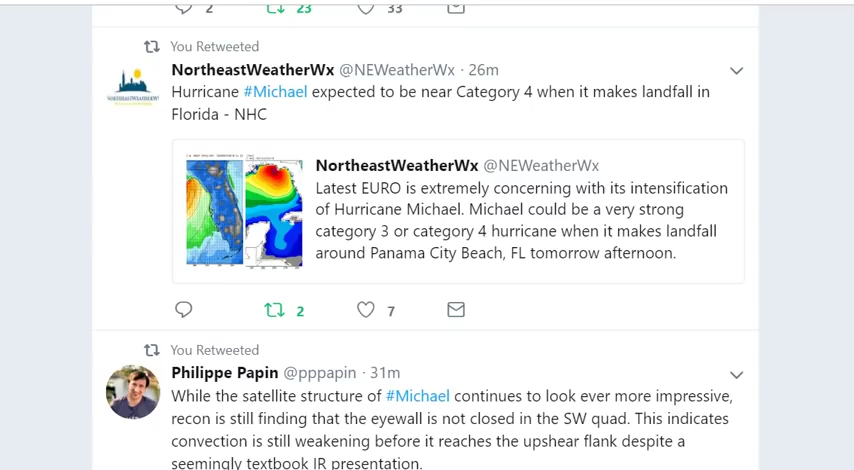 2 23 33
You Retweeted
NortheastWeatherWx @NEWeatherWx · 26m
Hurricane #Michael expected to be near Category 4 when it makes landfall in
Florida - NHC
NortheastWeatherWx @NEWeatherWx
Latest EURO is extremely concerning with its intensification
of Hurricane Michael. Michael could be a very strong
category 3 or category 4 hurricane when it makes landfall
around Panama City Beach, FL tomorrow afternoon.
2 7
You Retweeted
Philippe Papin @pppapin · 31m
While the satellite structure of #Michael continues to look ever more impressive,
recon is still finding that the eyewall is not closed in the SW quad. This indicates
convection is still weakening before it reaches the upshear flank despite a
seemingly textbook IR presentation.